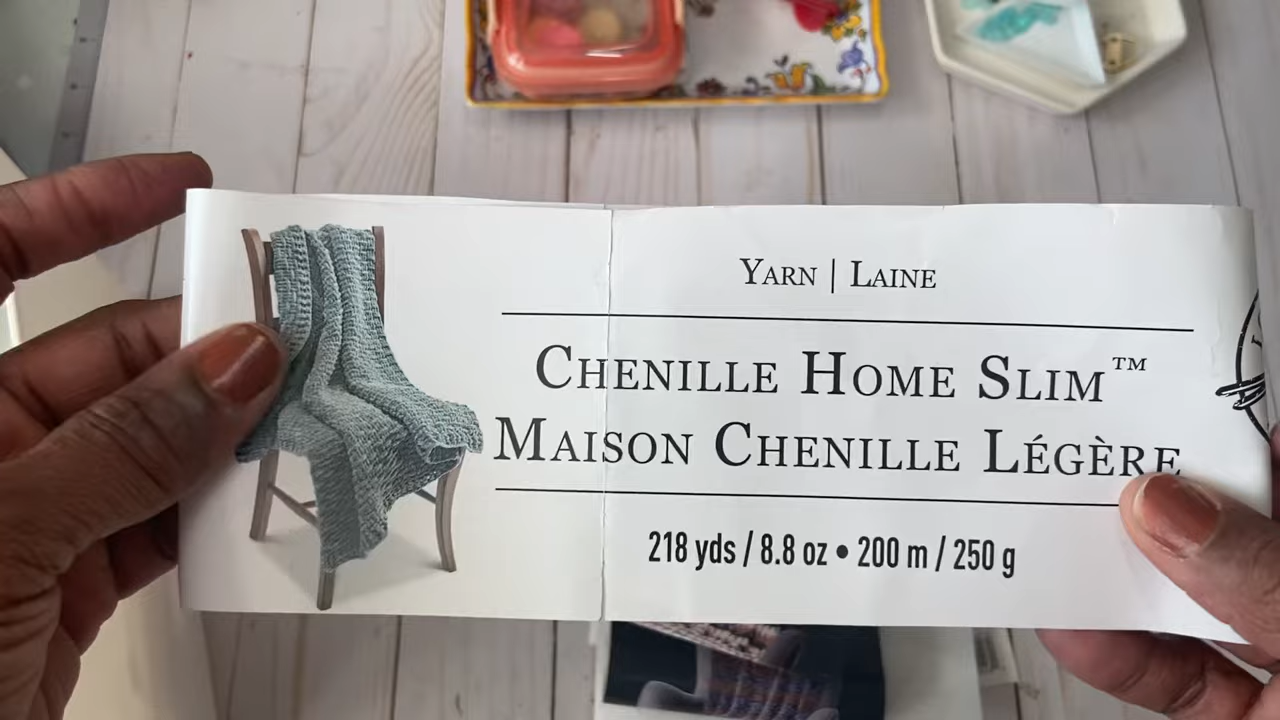 Yarn | Laine
Chenille Home Slim™
Maison Chenille Légère
218 yds / 8.8 oz • 200 m / 250 g